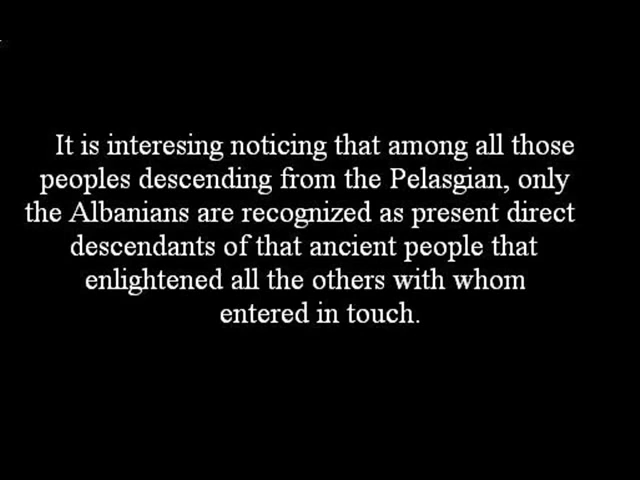 It is interesing noticing that among all those
peoples descending from the Pelasgian, only
the Albanians are recognized as present direct
descendants of that ancient people that
enlightened all the others with whom
entered in touch.